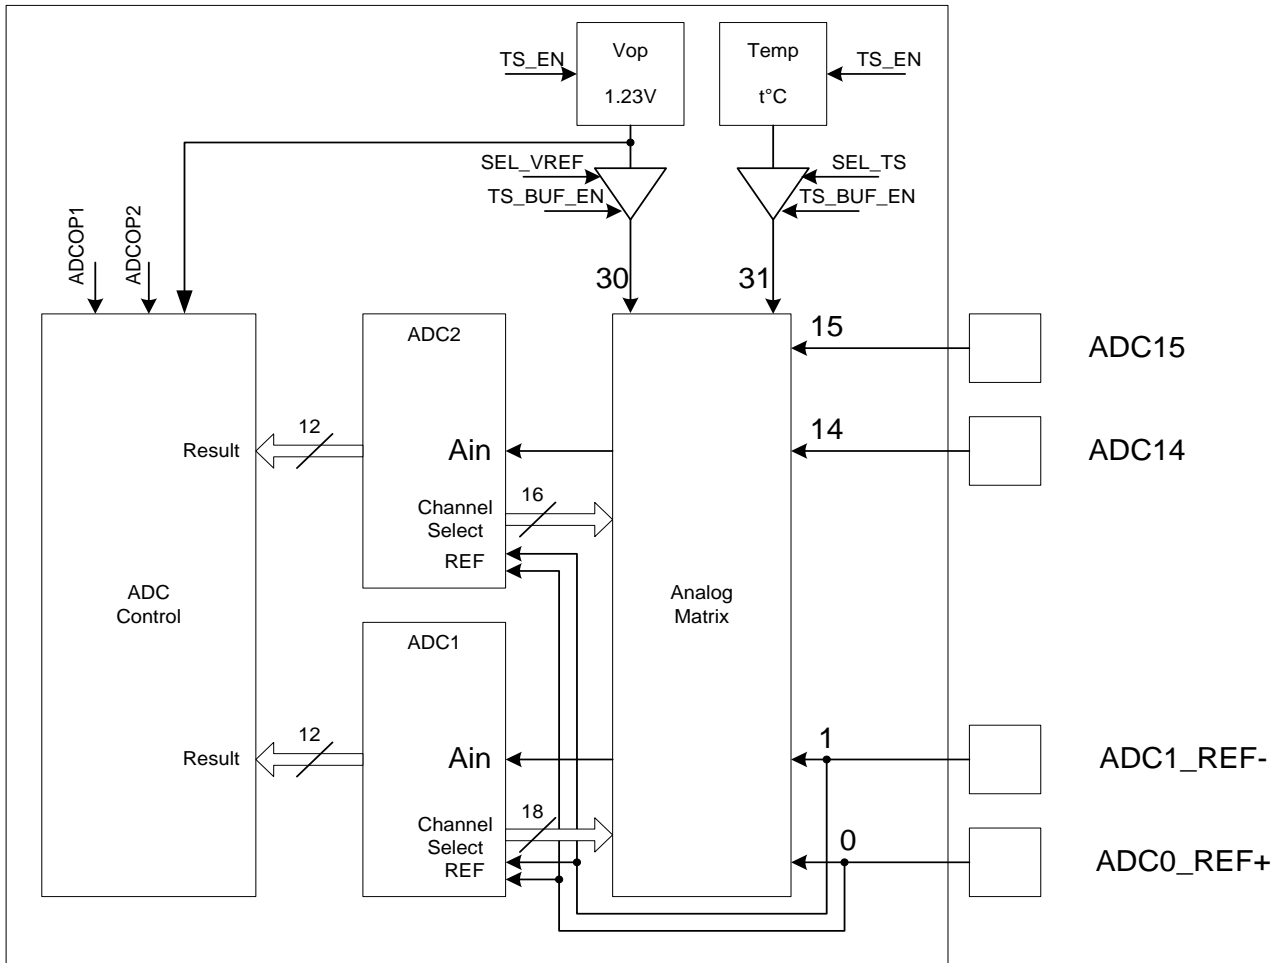 Vop
1.23V
Temp
t°C
TS_EN
TS_EN
SEL_VREF
TS_BUF_EN
SEL_TS
TS_BUF_EN
ADCOP1
ADCOP2
30
31
15
ADC15
14
ADC14
ADC2
12
Result
Ain
Channel
Select
16
REF
ADC
Control
Analog
Matrix
ADC1
12
Result
Ain
Channel
Select
18
REF
1
ADC1_REF-
0
ADC0_REF+